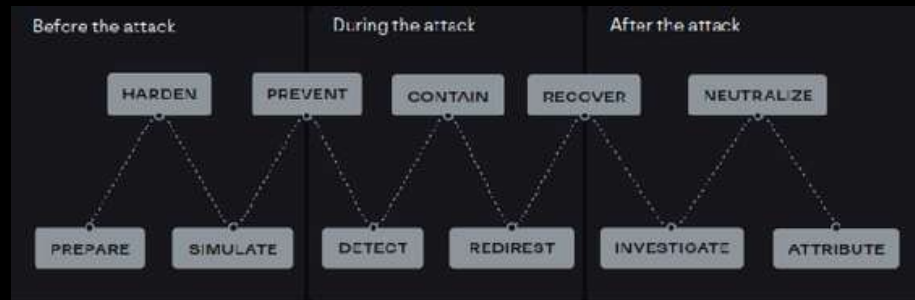 Before the attack
During the attack
After the attack
HARDEN
PREVENT
CONTAIN
RECOVER
NEUTRALIZE
PREPARE
SIMULATE
DETECT
REDIREST
INVESTIGATE
ATTRIBUTE